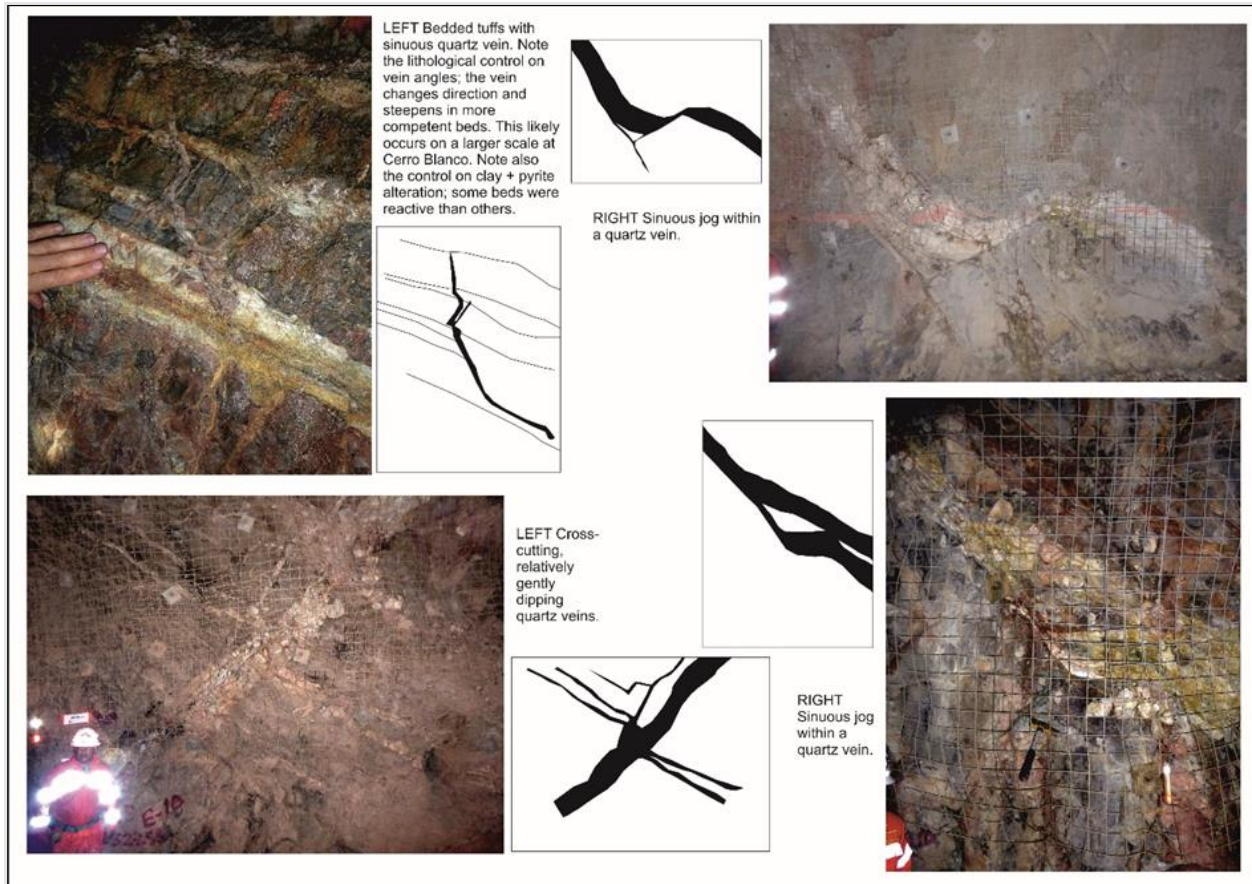 LEFT Bedded tuffs with
sinuous quartz vein. Note
the lithological control on
vein angles; the vein
changes direction and
steepens in more
competent beds. This likely
occurs on a larger scale at
Cerro Blanco. Note also
the control on clay + pyrite
alteration; some beds were
reactive than others.
RIGHT Sinuous jog within
a quartz vein.
LEFT Cross-
cutting,
relatively
gently
dipping
quartz veins.
RIGHT
Sinuous jog
within a
quartz vein.
E-10